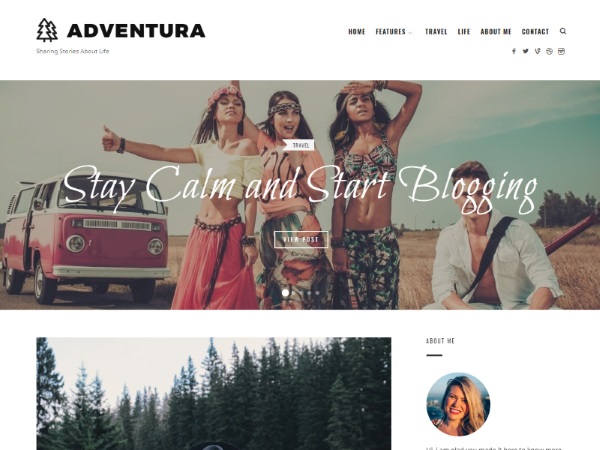 ADVENTURA
Sharing Stories About Life
HOME FEATURES TRAVEL LIFE ABOUT ME CONTACT
TRAVEL
Stay Calm and Start Blogging
VIEW POST
ABOUT ME
Hi, I am glad you made it here to know more